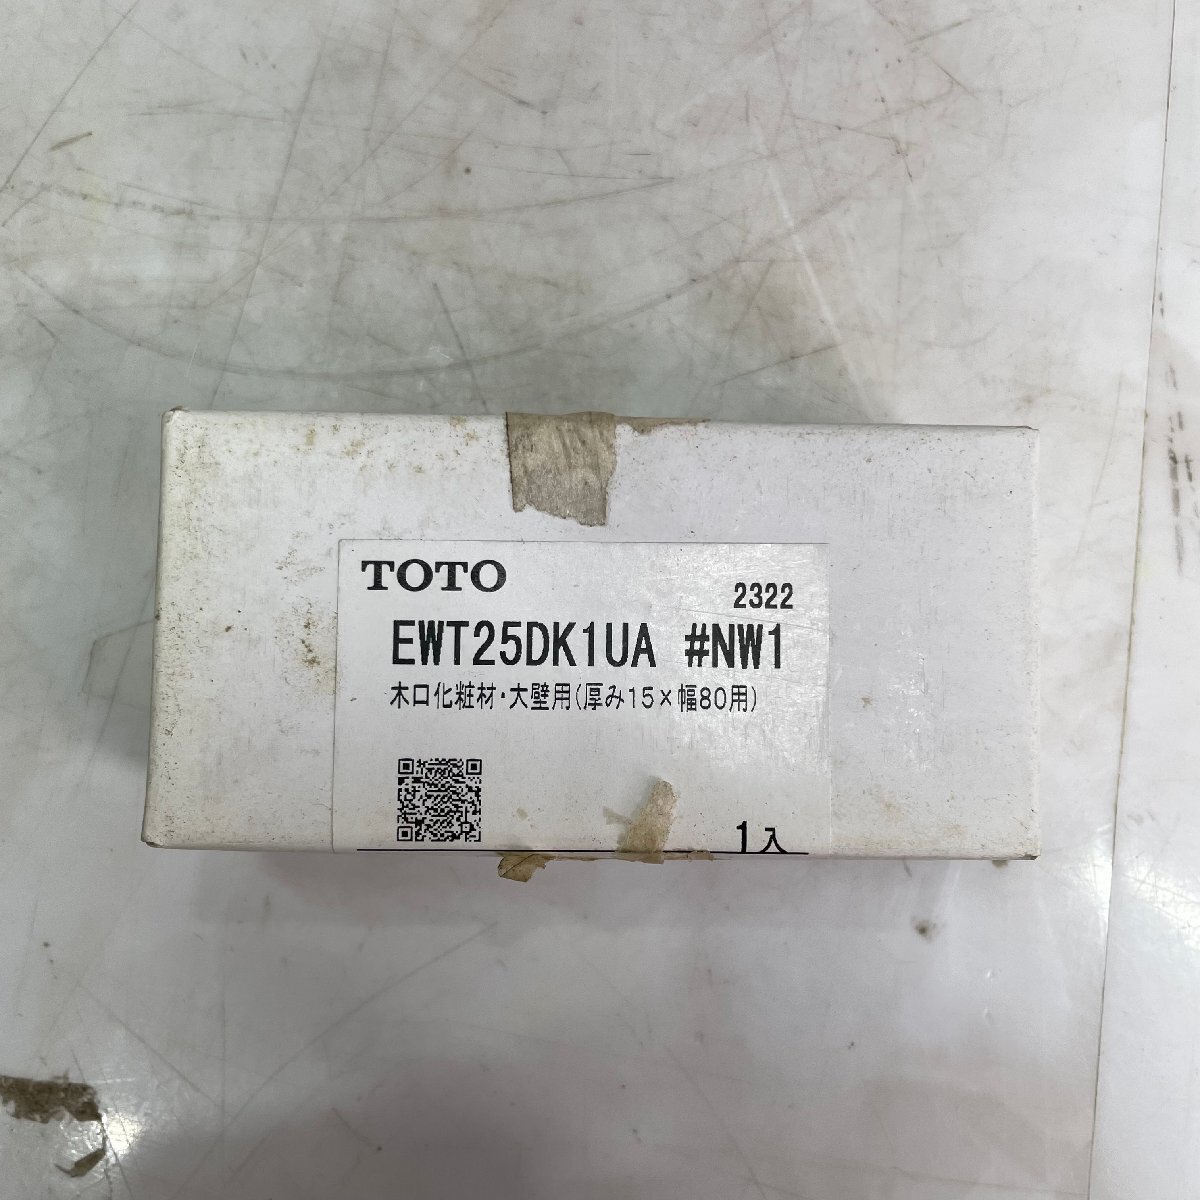 TOTO
2322
EWT25DK1UA #NW1
木口化粧材・大壁用(厚み15×幅80用)
1入